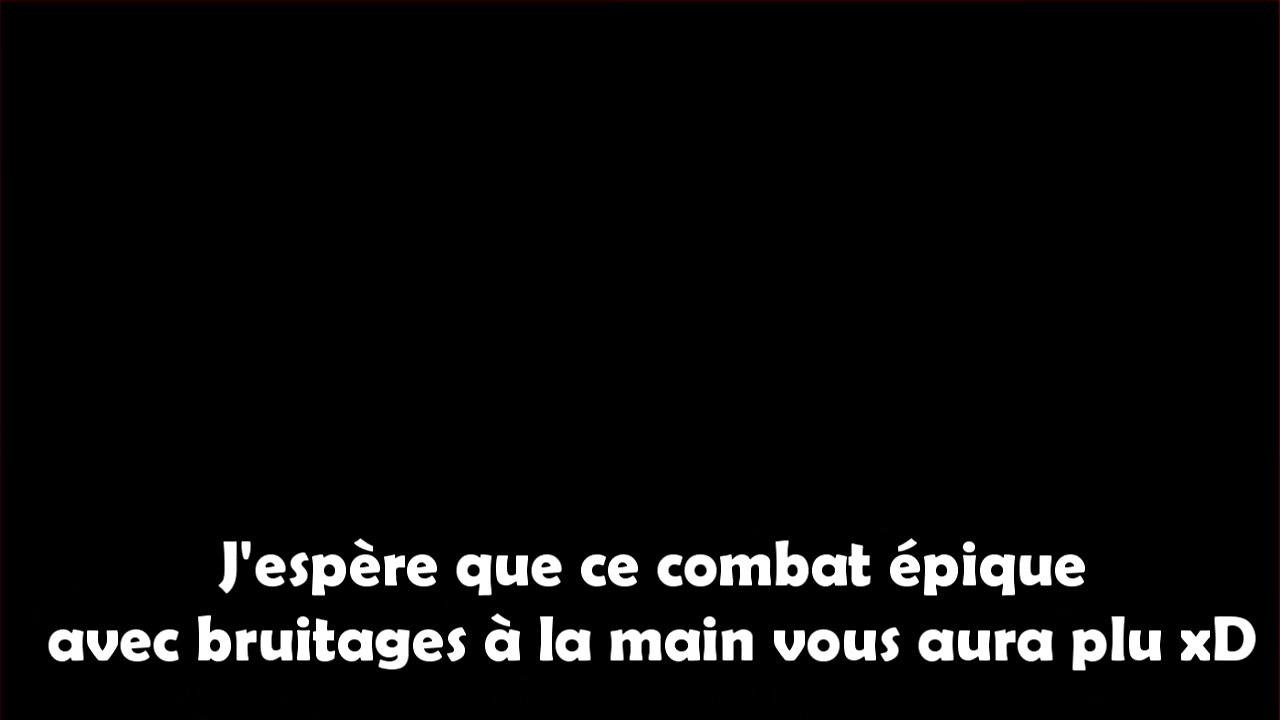 J'espère que ce combat épique
avec bruitages à la main vous aura plu xD